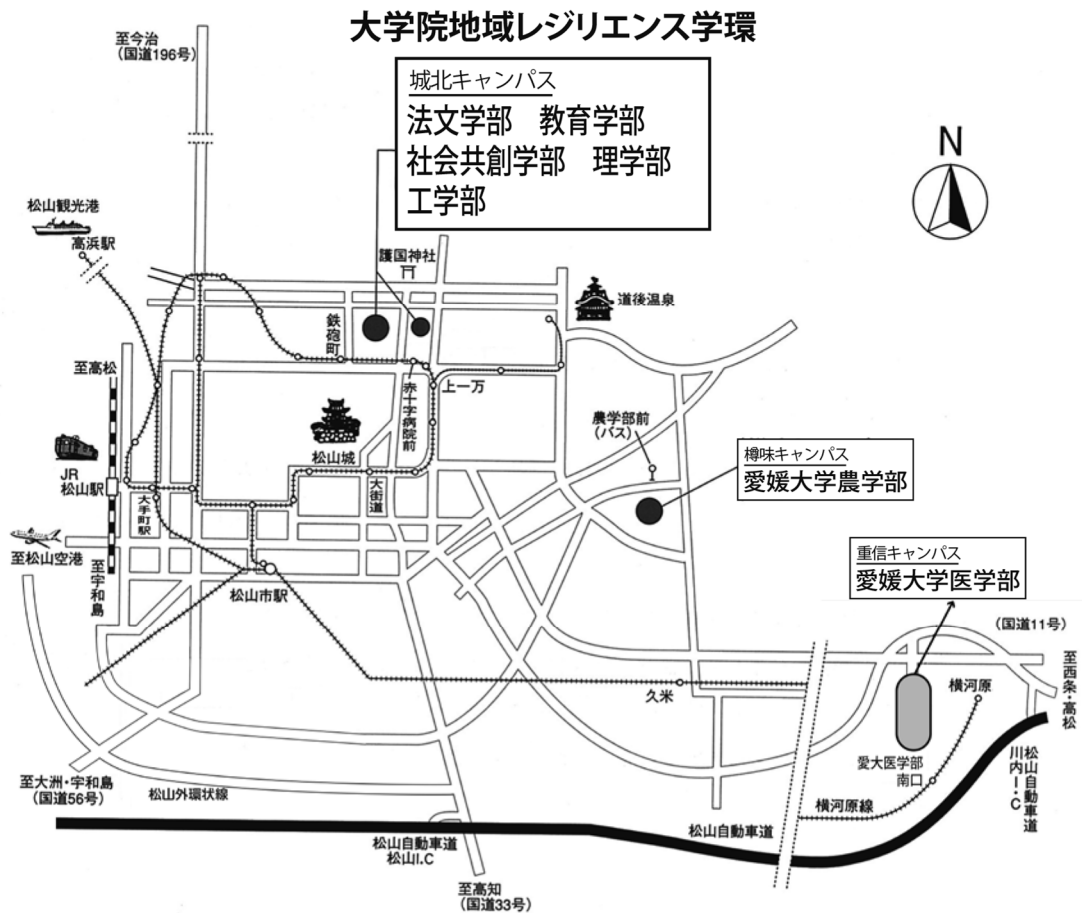 大学院地域レジリエンス学環
至今治
（国道196号）
城北キャンパス
法文学部　教育学部
社会共創学部　理学部
工学部
N
松山観光港
高浜駅
護国神社
道後温泉
鉄砲町
至高松
赤十字病院前
上一万
農学部前
（バス）
樽味キャンパス
愛媛大学農学部
松山城
JR
松山駅
大手町駅
大街道
至松山空港
至宇和島
松山市駅
重信キャンパス
愛媛大学医学部
（国道11号）
至西条・高松
久米
横河原
愛大医学部
南口
松山自動車道
川内I・C
至大洲・宇和島
（国道56号）
松山外環状線
横河原線
松山自動車道
松山自動車道
松山I.C
至高知
（国道33号）